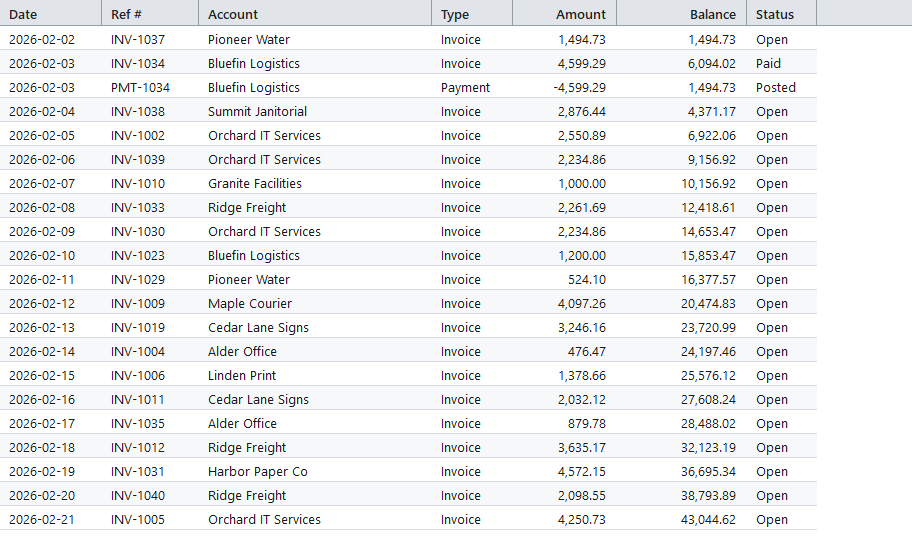 Date Ref # Account Type Amount Balance Status
2026-02-02 INV-1037 Pioneer Water Invoice 1,494.73 1,494.73 Open
2026-02-03 INV-1034 Bluefin Logistics Invoice 4,599.29 6,094.02 Paid
2026-02-03 PMT-1034 Bluefin Logistics Payment -4,599.29 1,494.73 Posted
2026-02-04 INV-1038 Summit Janitorial Invoice 2,876.44 4,371.17 Open
2026-02-05 INV-1002 Orchard IT Services Invoice 2,550.89 6,922.06 Open
2026-02-06 INV-1039 Orchard IT Services Invoice 2,234.86 9,156.92 Open
2026-02-07 INV-1010 Granite Facilities Invoice 1,000.00 10,156.92 Open
2026-02-08 INV-1033 Ridge Freight Invoice 2,261.69 12,418.61 Open
2026-02-09 INV-1030 Orchard IT Services Invoice 2,234.86 14,653.47 Open
2026-02-10 INV-1023 Bluefin Logistics Invoice 1,200.00 15,853.47 Open
2026-02-11 INV-1029 Pioneer Water Invoice 524.10 16,377.57 Open
2026-02-12 INV-1009 Maple Courier Invoice 4,097.26 20,474.83 Open
2026-02-13 INV-1019 Cedar Lane Signs Invoice 3,246.16 23,720.99 Open
2026-02-14 INV-1004 Alder Office Invoice 476.47 24,197.46 Open
2026-02-15 INV-1006 Linden Print Invoice 1,378.66 25,576.12 Open
2026-02-16 INV-1011 Cedar Lane Signs Invoice 2,032.12 27,608.24 Open
2026-02-17 INV-1035 Alder Office Invoice 879.78 28,488.02 Open
2026-02-18 INV-1012 Ridge Freight Invoice 3,635.17 32,123.19 Open
2026-02-19 INV-1031 Harbor Paper Co Invoice 4,572.15 36,695.34 Open
2026-02-20 INV-1040 Ridge Freight Invoice 2,098.55 38,793.89 Open
2026-02-21 INV-1005 Orchard IT Services Invoice 4,250.73 43,044.62 Open